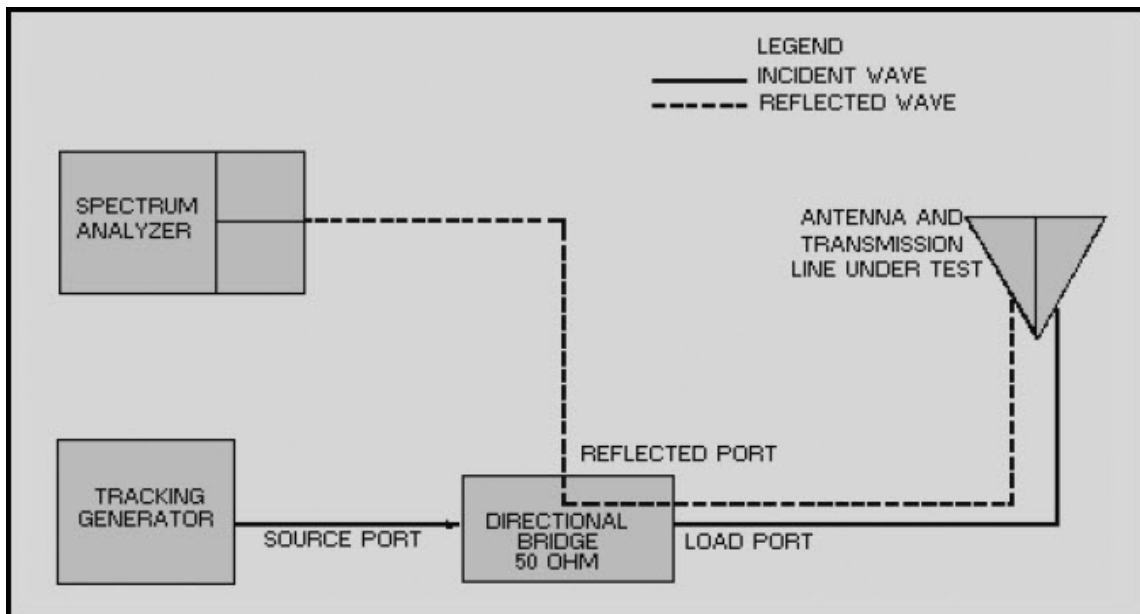 LEGEND
INCIDENT WAVE
REFLECTED WAVE
SPECTRUM
ANALYZER
ANTENNA AND
TRANSMISSION
LINE UNDER TEST
REFLECTED PORT
TRACKING
GENERATOR
SOURCE PORT
DIRECTIONAL
BRIDGE
50 OHM
LOAD PORT